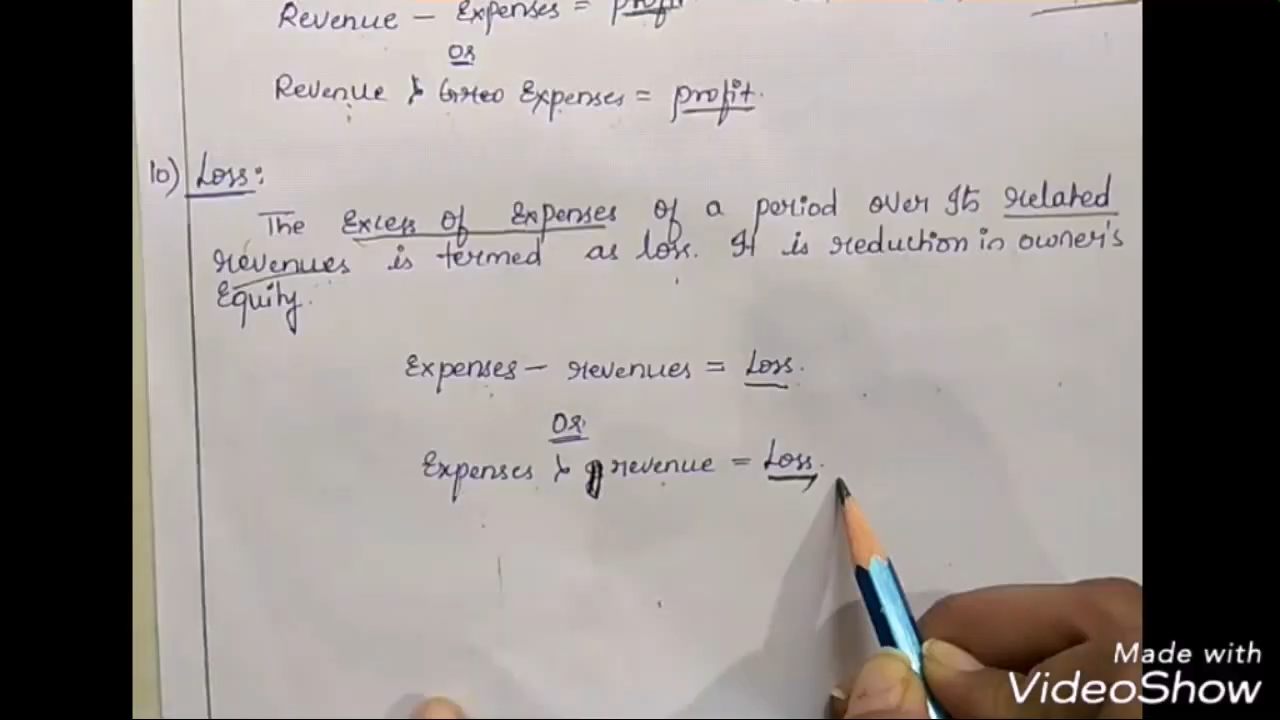 Revenue – Expenses = profit
Or
Revenue > Expenses = profit.
10) Loss:
The Excess of Expenses of a period over Its related
revenues is termed as loss. It is reduction in owner's
Equity.
Expenses – revenues = Loss.
Or
Expenses > revenue = Loss.
Made with
VideoShow